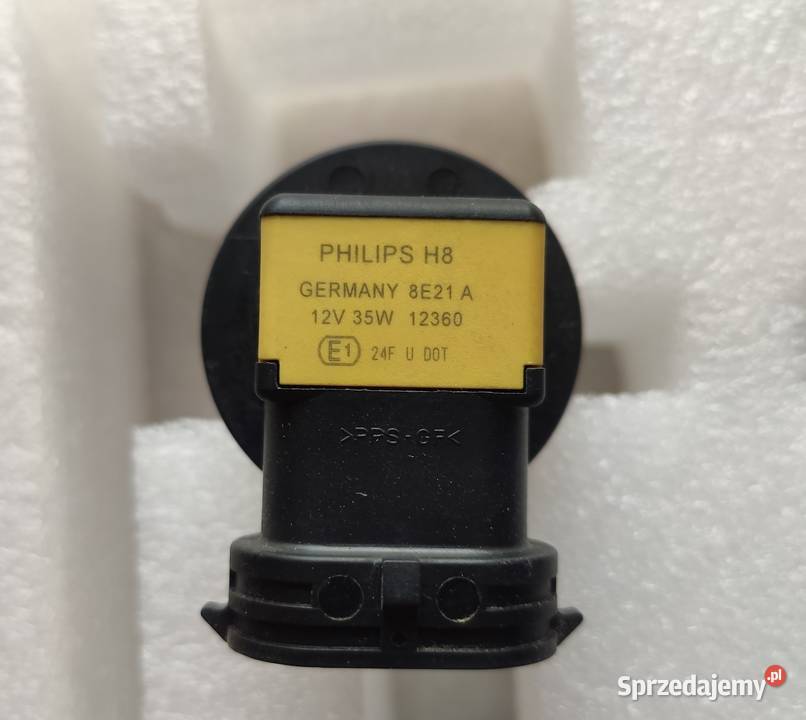 PHILIPS H8
GERMANY 8E21 A
12V 35W 12360
E1 24F U DOT
>PPS-GF<
Sprzedajemy.pl